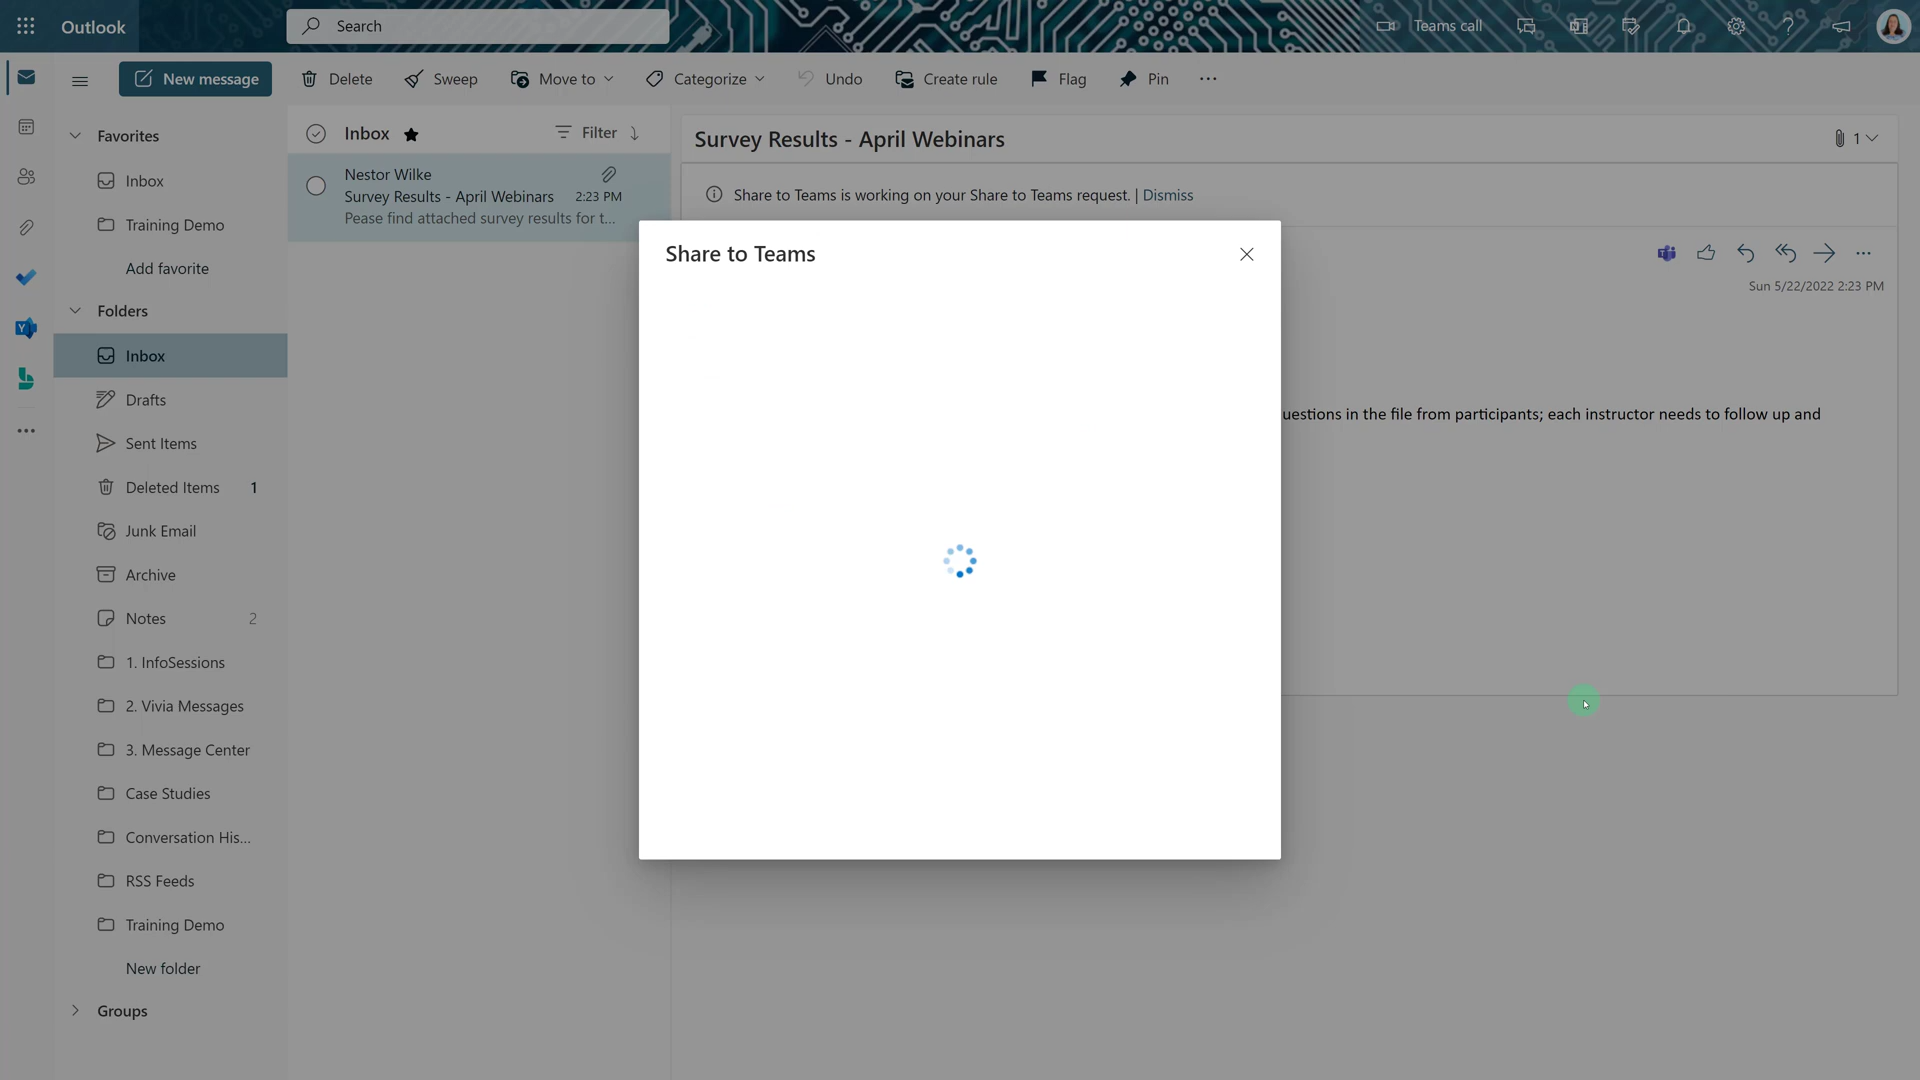 Outlook
Search
Teams call
New message
Delete
Sweep
Move to
Categorize
Undo
Create rule
Flag
Pin
Favorites
Inbox
Training Demo
Add favorite
Folders
Inbox
Drafts
Sent Items
Deleted Items 1
Junk Email
Archive
Notes 2
1. InfoSessions
2. Vivia Messages
3. Message Center
Case Studies
Conversation His...
RSS Feeds
Training Demo
New folder
Groups
Inbox
Filter
Nestor Wilke
Survey Results - April Webinars 2:23 PM
Pease find attached survey results for t...
Survey Results - April Webinars
1
Share to Teams is working on your Share to Teams request. | Dismiss
Sun 5/22/2022 2:23 PM
uestions in the file from participants; each instructor needs to follow up and
Share to Teams